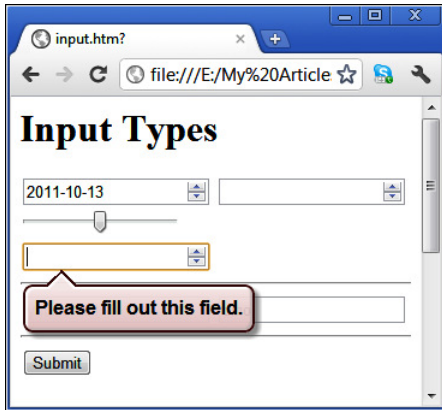 input.htm?
file:///E:/My%20Article
Input Types
2011-10-13
Please fill out this field.
Submit